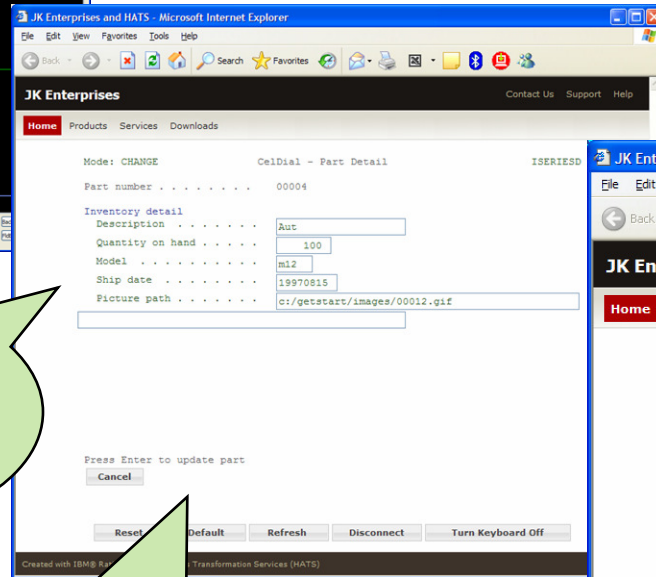 JK Enterprises and HATS - Microsoft Internet Explorer
File Edit View Favorites Tools Help
Back Search Favorites
JK Enterprises Contact Us Support Help
Home Products Services Downloads
Mode: CHANGE CelDial - Part Detail ISERIESD
Part number . . . . . . . . 00004
Inventory detail
Description . . . . . . . Aut
Quantity on hand . . . . . 100
Model . . . . . . . . . . m12
Ship date . . . . . . . . 19970815
Picture path . . . . . . . c:/getstart/images/00012.gif
Press Enter to update part
Cancel
Reset Default Refresh Disconnect Turn Keyboard Off
Created with IBM® Ra Transformation Services (HATS)
JK Ent
File Edit
Back
JK En
Home